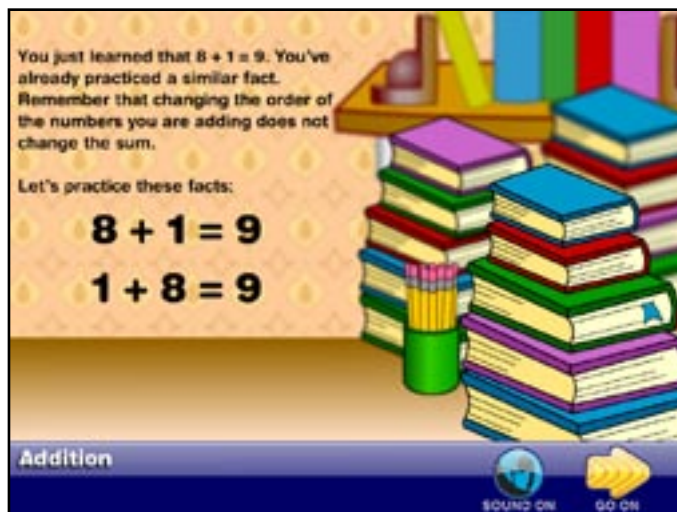 You just learned that 8 + 1 = 9. You've
already practiced a similar fact.
Remember that changing the order of
the numbers you are adding does not
change the sum.
Let's practice these facts:
8 + 1 = 9
1 + 8 = 9
Addition
SOUND ON
GO ON